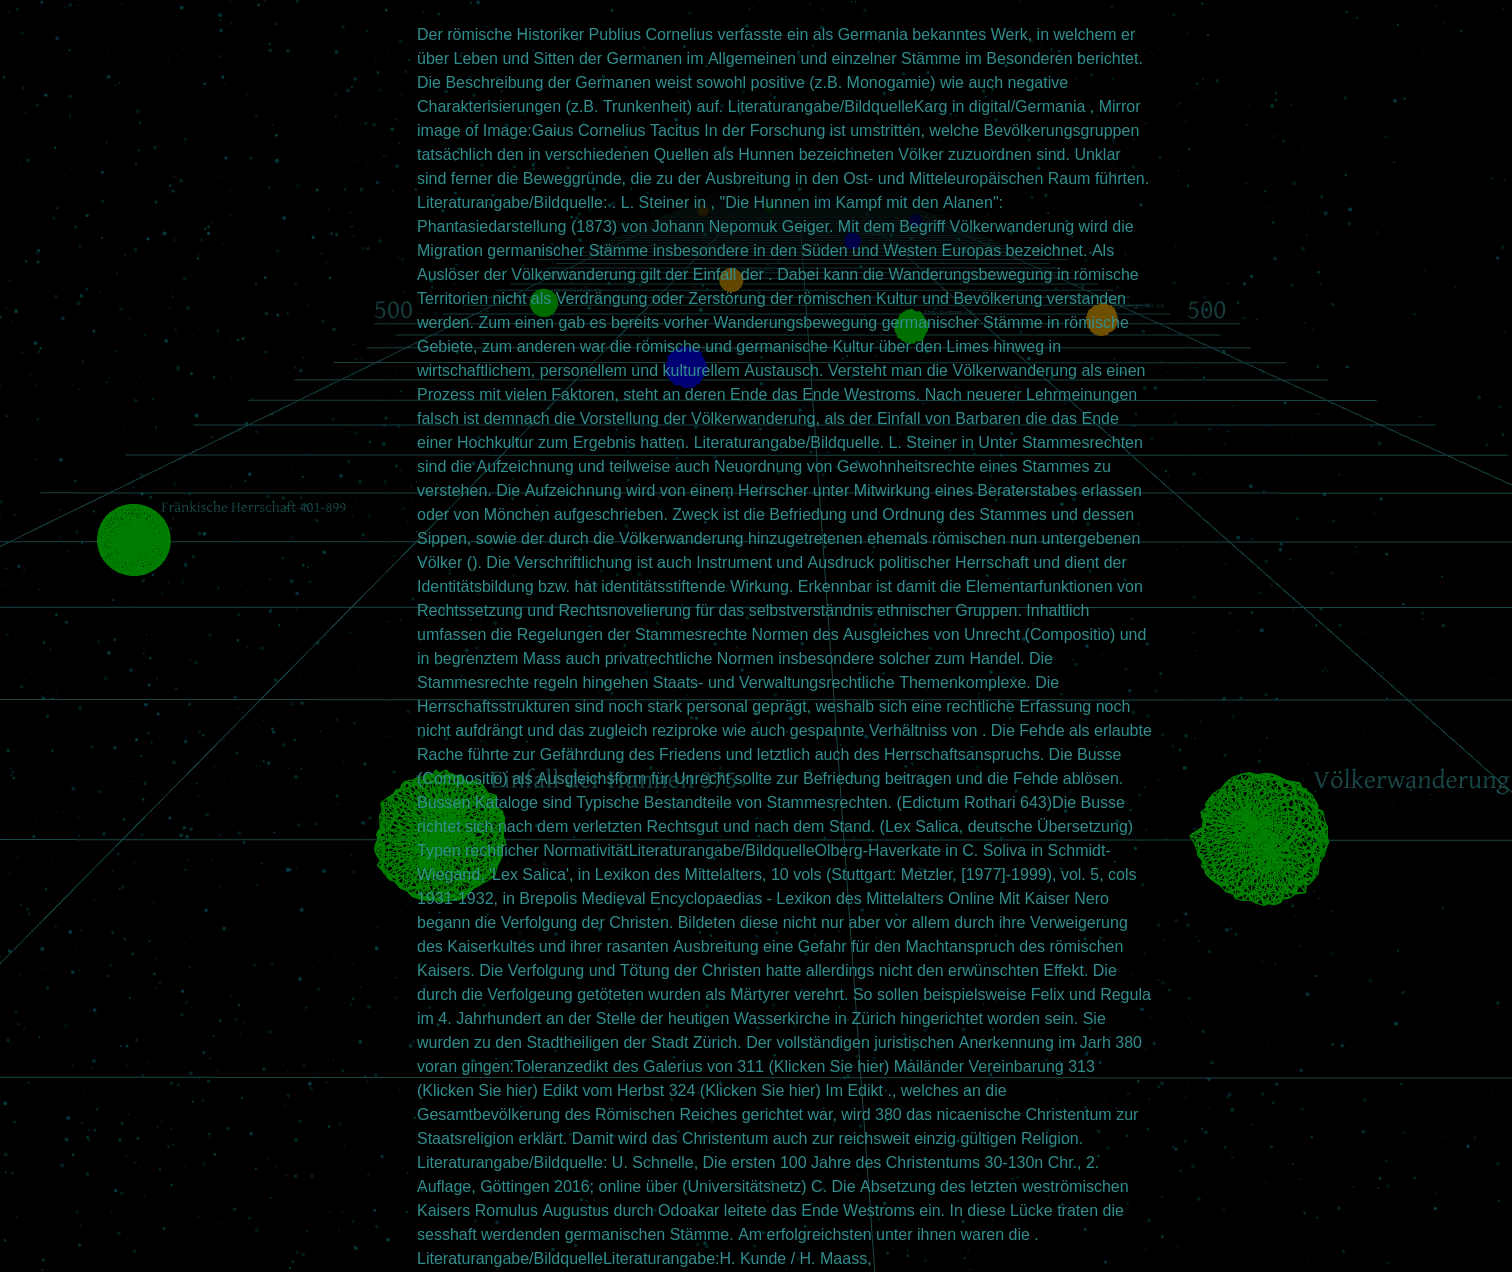 Der römische Historiker Publius Cornelius verfasste ein als Germania bekanntes Werk, in welchem er
über Leben und Sitten der Germanen im Allgemeinen und einzelner Stämme im Besonderen berichtet.
Die Beschreibung der Germanen weist sowohl positive (z.B. Monogamie) wie auch negative
Charakterisierungen (z.B. Trunkenheit) auf. Literaturangabe/BildquelleKarg in digital/Germania , Mirror
image of Image:Gaius Cornelius Tacitus In der Forschung ist umstritten, welche Bevölkerungsgruppen
tatsächlich den in verschiedenen Quellen als Hunnen bezeichneten Völker zuzuordnen sind. Unklar
sind ferner die Beweggründe, die zu der Ausbreitung in den Ost- und Mitteleuropäischen Raum führten.
Literaturangabe/Bildquelle:.. L. Steiner in , "Die Hunnen im Kampf mit den Alanen":
Phantasiedarstellung (1873) von Johann Nepomuk Geiger. Mit dem Begriff Völkerwanderung wird die
Migration germanischer Stämme insbesondere in den Süden und Westen Europas bezeichnet. Als
Auslöser der Völkerwanderung gilt der Einfall der . Dabei kann die Wanderungsbewegung in römische
Territorien nicht als Verdrängung oder Zerstörung der römischen Kultur und Bevölkerung verstanden
500
500
werden. Zum einen gab es bereits vorher Wanderungsbewegung germanischer Stämme in römische
Gebiete, zum anderen war die römische und germanische Kultur über den Limes hinweg in
wirtschaftlichem, personellem und kulturellem Austausch. Versteht man die Völkerwanderung als einen
Prozess mit vielen Faktoren, steht an deren Ende das Ende Westroms. Nach neuerer Lehrmeinungen
falsch ist demnach die Vorstellung der Völkerwanderung, als der Einfall von Barbaren die das Ende
einer Hochkultur zum Ergebnis hatten. Literaturangabe/Bildquelle. L. Steiner in Unter Stammesrechten
sind die Aufzeichnung und teilweise auch Neuordnung von Gewohnheitsrechte eines Stammes zu
verstehen. Die Aufzeichnung wird von einem Herrscher unter Mitwirkung eines Beraterstabes erlassen
Fränkische Herrschaft 401-899
oder von Mönchen aufgeschrieben. Zweck ist die Befriedung und Ordnung des Stammes und dessen
Sippen, sowie der durch die Völkerwanderung hinzugetretenen ehemals römischen nun untergebenen
Völker (). Die Verschriftlichung ist auch Instrument und Ausdruck politischer Herrschaft und dient der
Identitätsbildung bzw. hat identitätsstiftende Wirkung. Erkennbar ist damit die Elementarfunktionen von
Rechtssetzung und Rechtsnovelierung für das selbstverständnis ethnischer Gruppen. Inhaltlich
umfassen die Regelungen der Stammesrechte Normen des Ausgleiches von Unrecht (Compositio) und
in begrenztem Mass auch privatrechtliche Normen insbesondere solcher zum Handel. Die
Stammesrechte regeln hingehen Staats- und Verwaltungsrechtliche Themenkomplexe. Die
Herrschaftsstrukturen sind noch stark personal geprägt, weshalb sich eine rechtliche Erfassung noch
nicht aufdrängt und das zugleich reziproke wie auch gespannte Verhältniss von . Die Fehde als erlaubte
Rache führte zur Gefährdung des Friedens und letztlich auch des Herrschaftsanspruchs. Die Busse
(Compositio) als Ausgleichsform für Unrecht sollte zur Befriedung beitragen und die Fehde ablösen.
Einfall der Hunnen 375
Völkerwanderung
Bussen Kataloge sind Typische Bestandteile von Stammesrechten. (Edictum Rothari 643)Die Busse
richtet sich nach dem verletzten Rechtsgut und nach dem Stand. (Lex Salica, deutsche Übersetzung)
Typen rechtlicher NormativitätLiteraturangabe/BildquelleOlberg-Haverkate in C. Soliva in Schmidt-
Wiegand, 'Lex Salica', in Lexikon des Mittelalters, 10 vols (Stuttgart: Metzler, [1977]-1999), vol. 5, cols
1931-1932, in Brepolis Medieval Encyclopaedias - Lexikon des Mittelalters Online Mit Kaiser Nero
begann die Verfolgung der Christen. Bildeten diese nicht nur aber vor allem durch ihre Verweigerung
des Kaiserkultes und ihrer rasanten Ausbreitung eine Gefahr für den Machtanspruch des römischen
Kaisers. Die Verfolgung und Tötung der Christen hatte allerdings nicht den erwünschten Effekt. Die
durch die Verfolgeung getöteten wurden als Märtyrer verehrt. So sollen beispielsweise Felix und Regula
im 4. Jahrhundert an der Stelle der heutigen Wasserkirche in Zürich hingerichtet worden sein. Sie
wurden zu den Stadtheiligen der Stadt Zürich. Der vollständigen juristischen Anerkennung im Jarh 380
voran gingen:Toleranzedikt des Galerius von 311 (Klicken Sie hier) Mailänder Vereinbarung 313
(Klicken Sie hier) Edikt vom Herbst 324 (Klicken Sie hier) Im Edikt ., welches an die
Gesamtbevölkerung des Römischen Reiches gerichtet war, wird 380 das nicaenische Christentum zur
Staatsreligion erklärt. Damit wird das Christentum auch zur reichsweit einzig gültigen Religion.
Literaturangabe/Bildquelle: U. Schnelle, Die ersten 100 Jahre des Christentums 30-130n Chr., 2.
Auflage, Göttingen 2016; online über (Universitätsnetz) C. Die Absetzung des letzten weströmischen
Kaisers Romulus Augustus durch Odoakar leitete das Ende Westroms ein. In diese Lücke traten die
sesshaft werdenden germanischen Stämme. Am erfolgreichsten unter ihnen waren die .
Literaturangabe/BildquelleLiteraturangabe:H. Kunde / H. Maass,